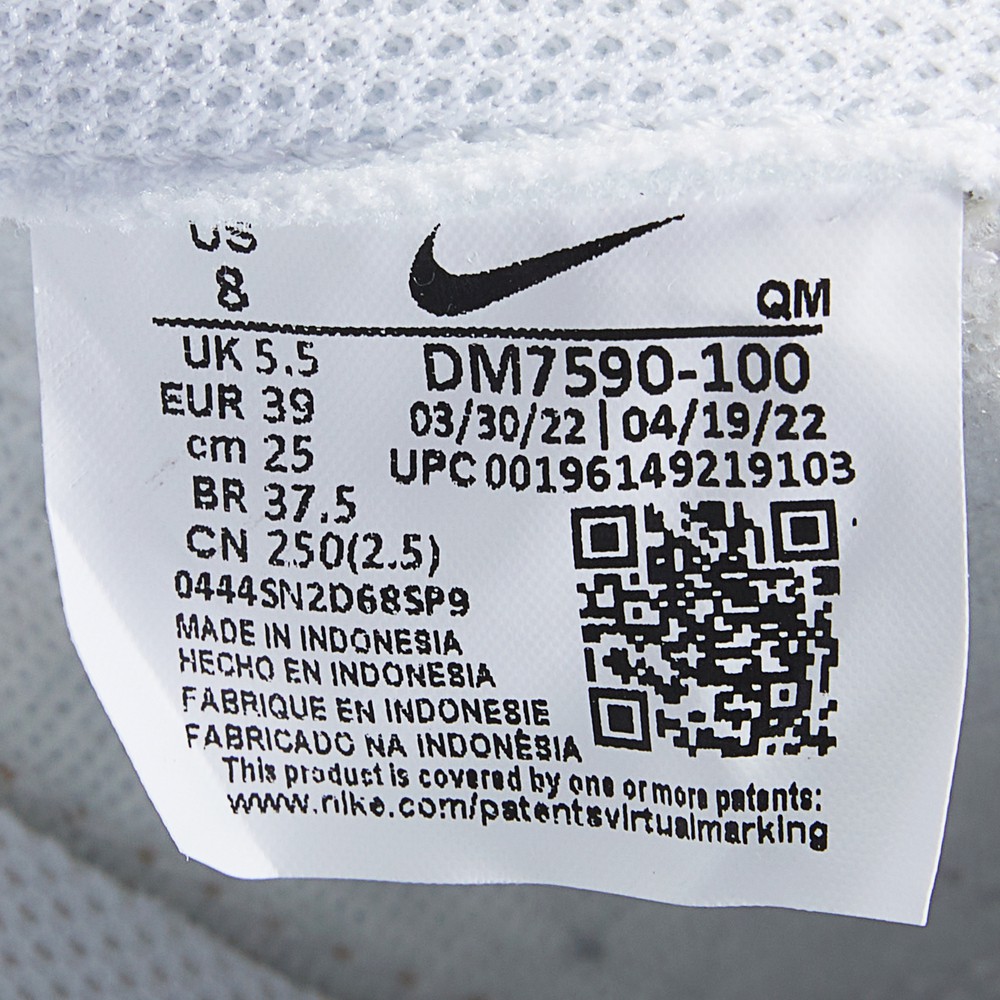 US
8
QM
UK 5.5
EUR 39
cm 25
BR 37.5
CN 250(2.5)
DM7590-100
03/30/22 | 04/19/22
UPC 00196149219103
0444SN2D68SP9
MADE IN INDONESIA
HECHO EN INDONESIA
FABRIQUE EN INDONESIE
FABRICADO NA INDONÉSIA
This product is covered by one or more patents:
www.nike.com/patentsvirtualmarking